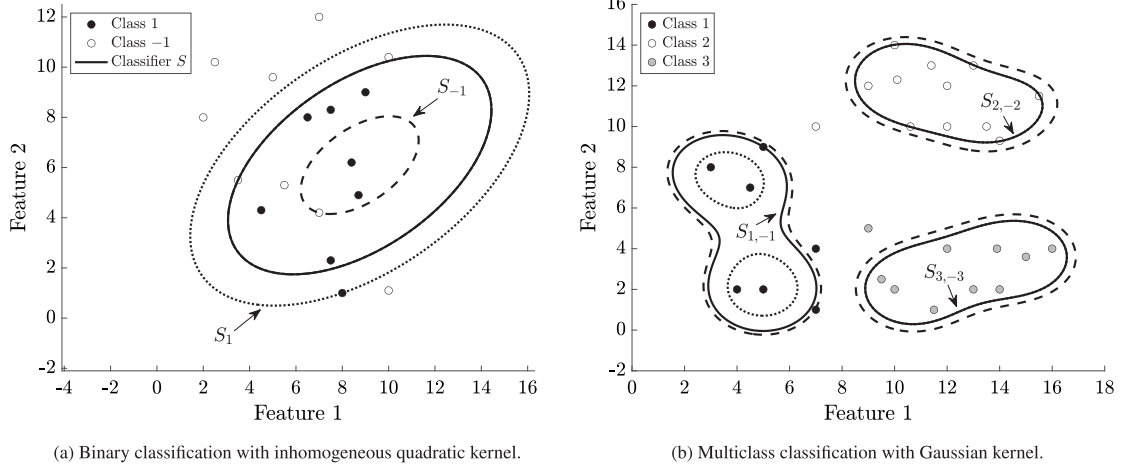 Class 1
Class −1
Classifier S
S−1
S1
12
10
8
6
4
2
0
-2
Feature 2
-4
-2
0
2
4
6
8
10
12
14
16
Feature 1
(a) Binary classification with inhomogeneous quadratic kernel.
Class 1
Class 2
Class 3
S2,−2
S1,−1
S3,−3
16
14
12
10
8
6
4
2
0
-2
Feature 2
0
2
4
6
8
10
12
14
16
18
Feature 1
(b) Multiclass classification with Gaussian kernel.